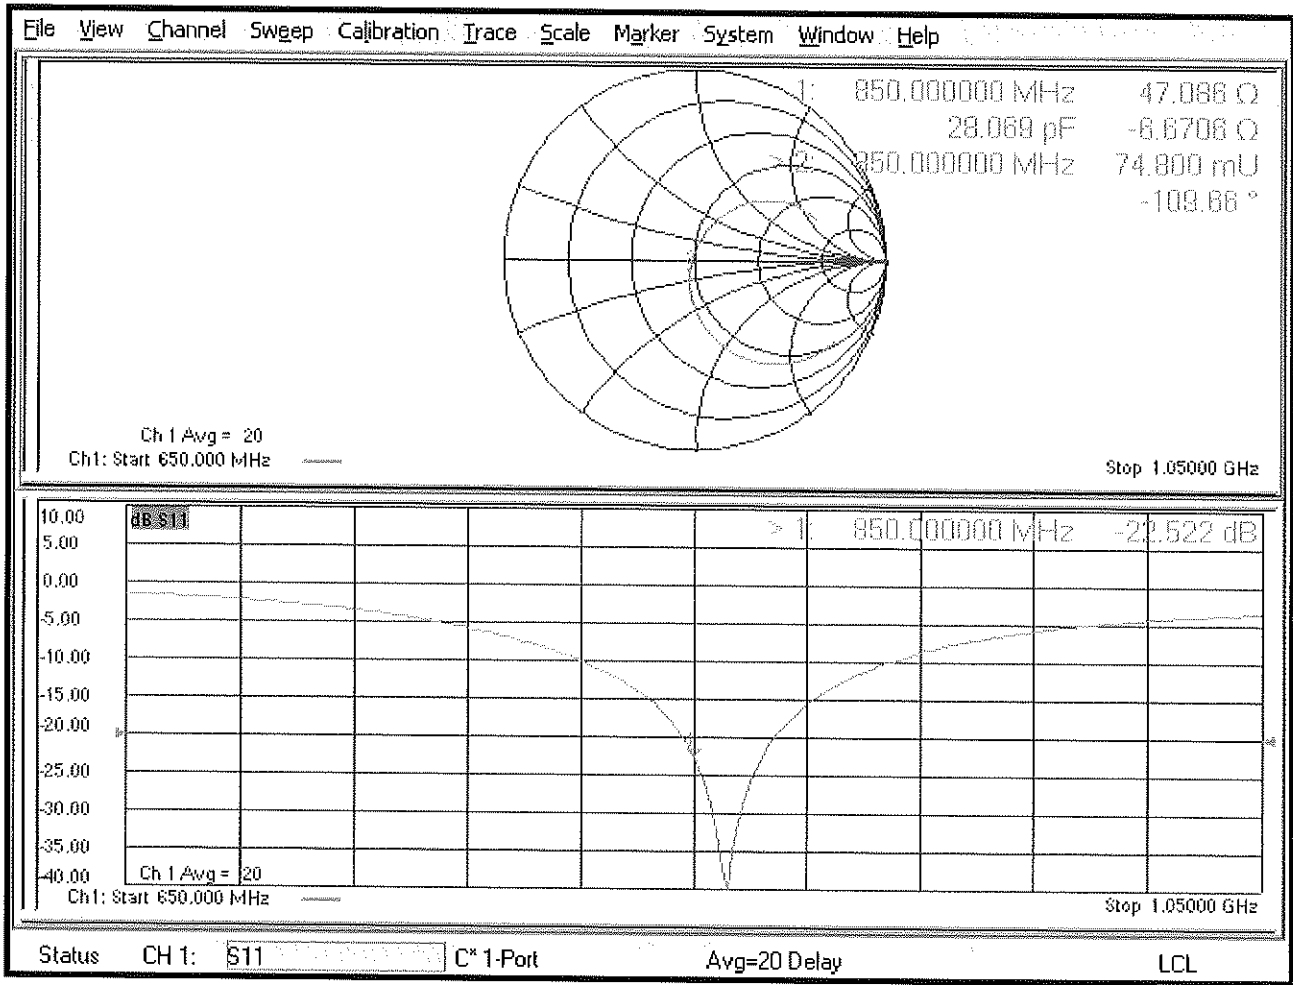 File View Channel Sweep Calibration Trace Scale Marker System Window Help
1: 850.000000 MHz 47.086 Ω
28.069 pF -6.6706 Ω
> 2: 850.000000 MHz 74.800 mU
-109.66 °
Ch 1 Avg = 20
Ch1: Start 650.000 MHz
Stop 1.05000 GHz
10.00
dB S11
> 1: 850.000000 MHz -22.522 dB
5.00
0.00
-5.00
-10.00
-15.00
-20.00
-25.00
-30.00
-35.00
-40.00
Ch 1 Avg = 20
Ch1: Start 650.000 MHz
Stop 1.05000 GHz
Status CH 1: S11 C* 1-Port Avg=20 Delay LCL